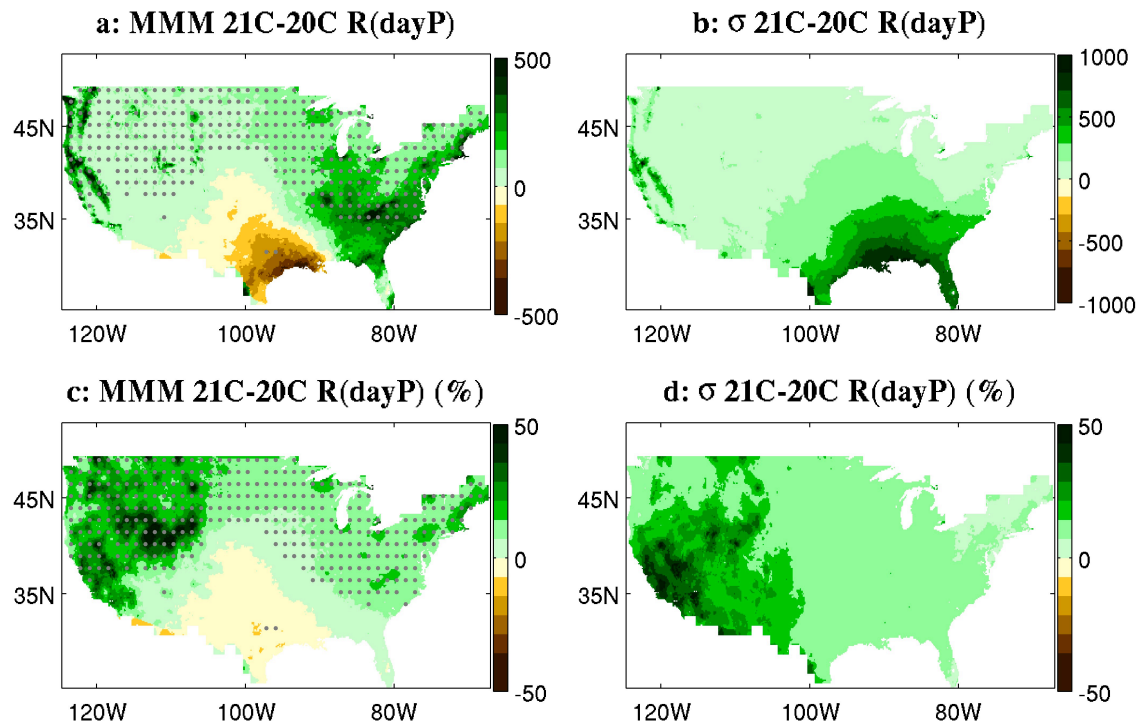 a: MMM 21C-20C R(dayP)
500
0
-500
45N
35N
120W 100W 80W
b: σ 21C-20C R(dayP)
1000
500
0
-500
-1000
45N
35N
120W 100W 80W
c: MMM 21C-20C R(dayP) (%)
50
0
-50
45N
35N
120W 100W 80W
d: σ 21C-20C R(dayP) (%)
50
0
-50
45N
35N
120W 100W 80W